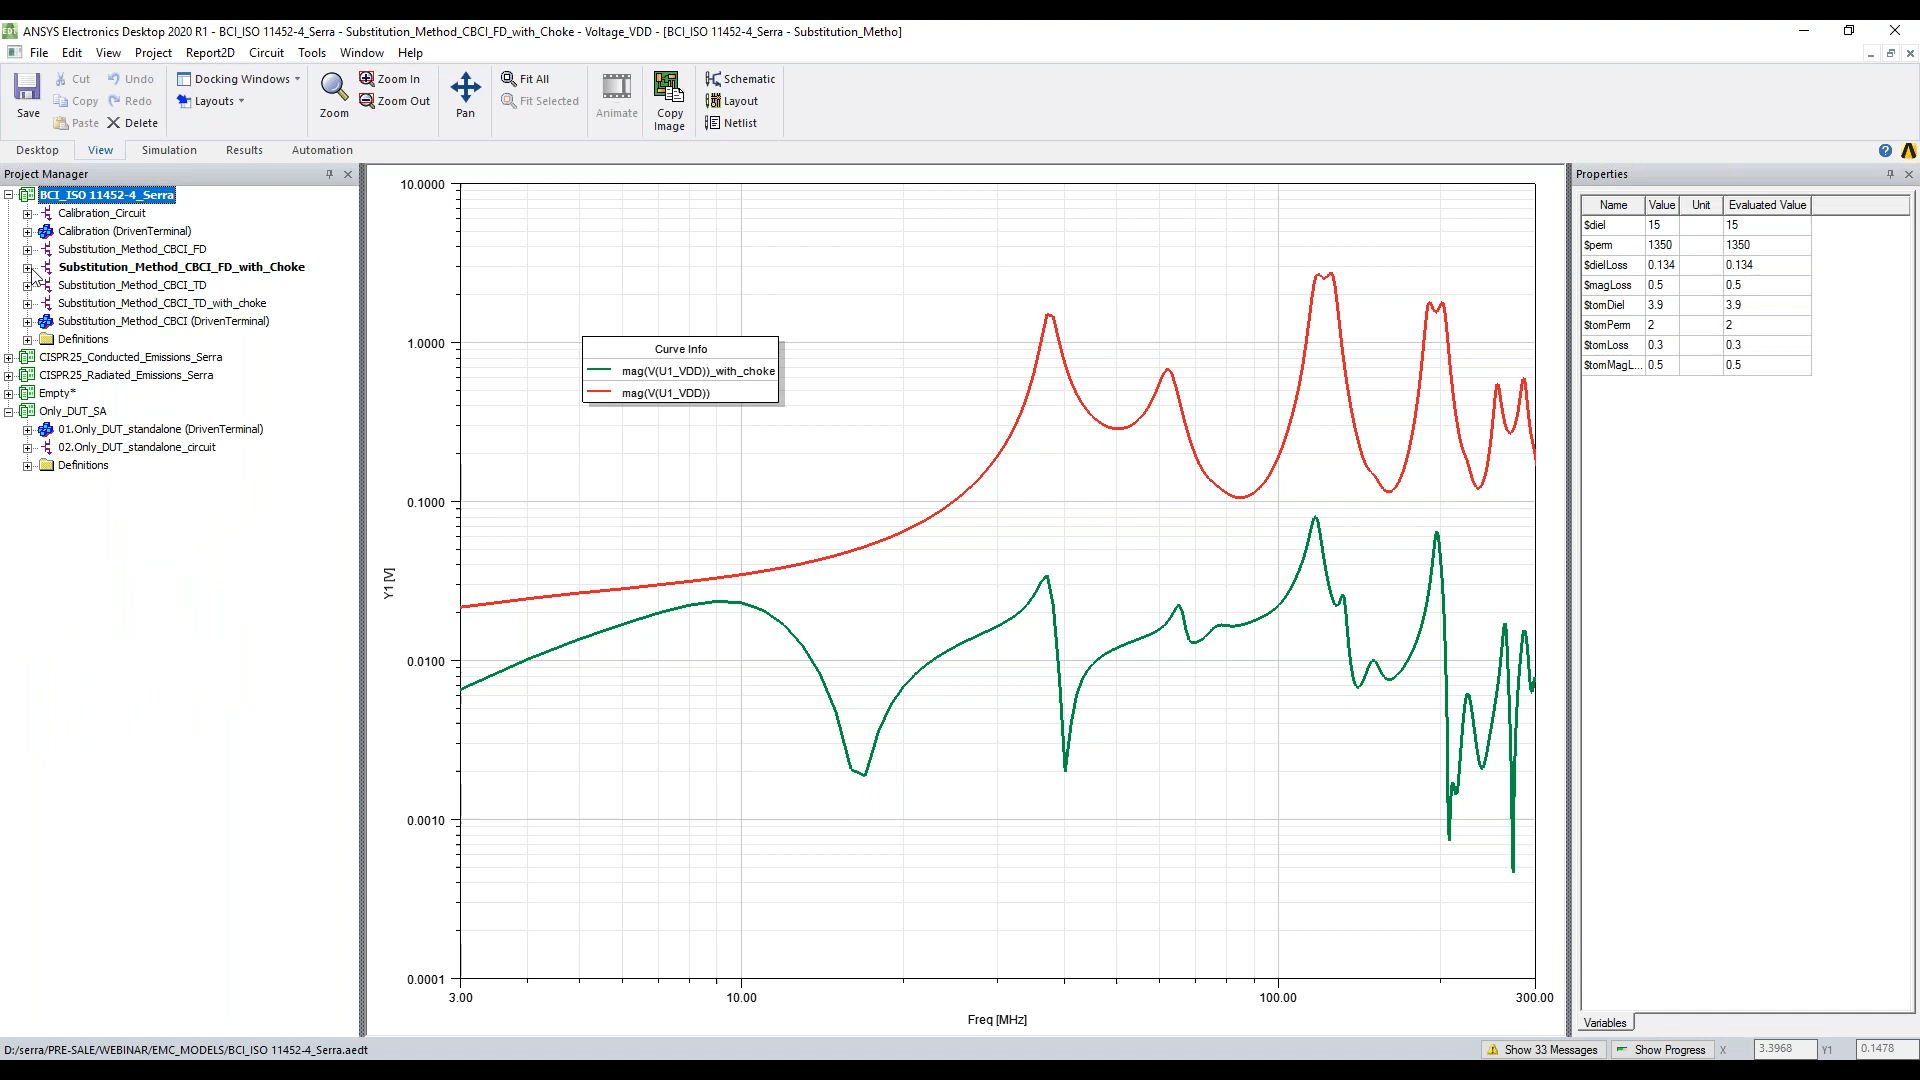 ANSYS Electronics Desktop 2020 R1 - BCI_ISO 11452-4_Serra - Substitution_Method_CBCI_FD_with_Choke - Voltage_VDD - [BCI_ISO 11452-4_Serra - Substitution_Metho]
File Edit View Project Report2D Circuit Tools Window Help
Save
Cut Undo
Copy Redo
Paste Delete
Docking Windows
Layouts
Zoom
Zoom In
Zoom Out
Pan
Fit All
Fit Selected
Animate
Copy
Image
Schematic
Layout
Netlist
Desktop View Simulation Results Automation
Project Manager
BCI_ISO 11452-4_Serra
Calibration_Circuit
Calibration (DrivenTerminal)
Substitution_Method_CBCI_FD
Substitution_Method_CBCI_FD_with_Choke
Substitution_Method_CBCI_TD
Substitution_Method_CBCI_TD_with_choke
Substitution_Method_CBCI (DrivenTerminal)
Definitions
CISPR25_Conducted_Emissions_Serra
CISPR25_Radiated_Emissions_Serra
Empty*
Only_DUT_SA
01.Only_DUT_standalone (DrivenTerminal)
02.Only_DUT_standalone_circuit
Definitions
10.0000
1.0000
0.1000
0.0100
0.0010
0.0001
Y1 [V]
Curve Info
mag(V(U1_VDD))_with_choke
mag(V(U1_VDD))
3.00 10.00 100.00 300.00
Freq [MHz]
Properties
Name Value Unit Evaluated Value
$diel 15 15
$perm 1350 1350
$dielLoss 0.134 0.134
$magLoss 0.5 0.5
$tomDiel 3.9 3.9
$tomPerm 2 2
$tomLoss 0.3 0.3
$tomMagL... 0.5 0.5
Variables
D:/serra/PRE-SALE/WEBINAR/EMC_MODELS/BCI_ISO 11452-4_Serra.aedt
Show 33 Messages Show Progress X 3.3968 Y1 0.1478